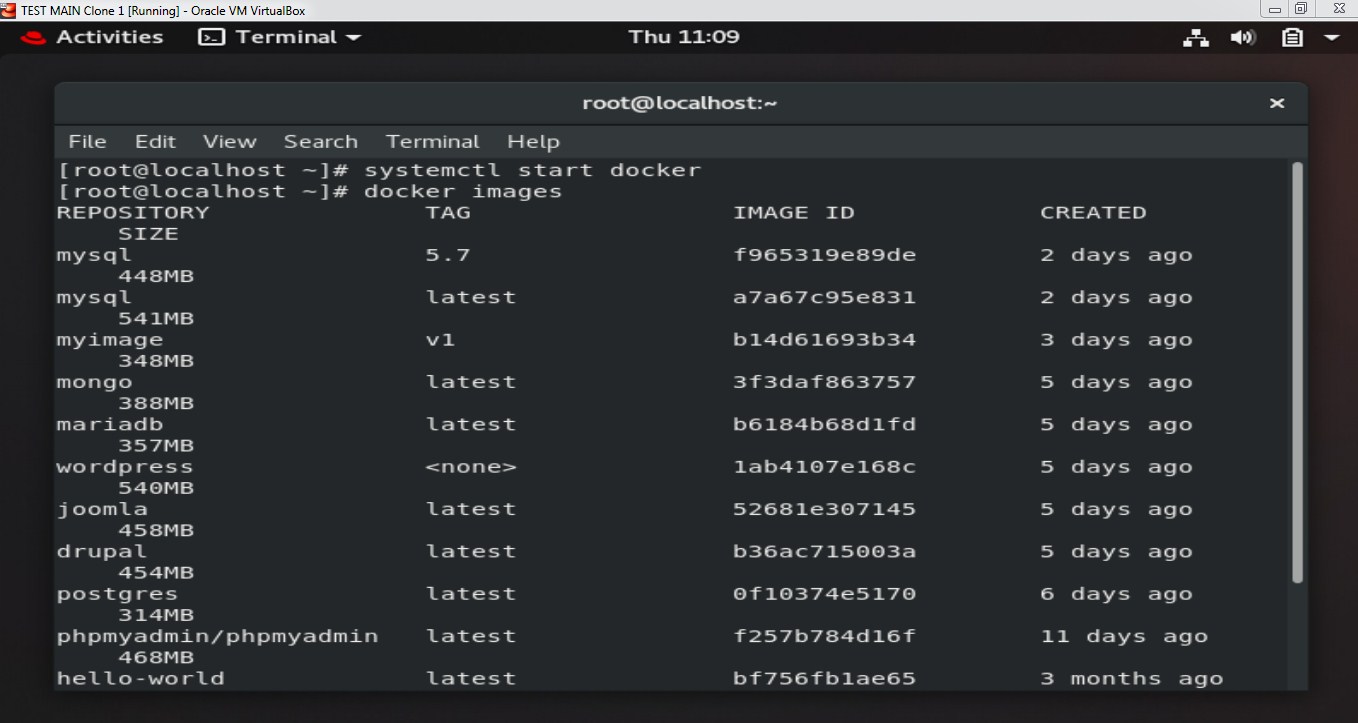 TEST MAIN Clone 1 [Running] - Oracle VM VirtualBox
Activities Terminal Thu 11:09
root@localhost:~
File Edit View Search Terminal Help
[root@localhost ~]# systemctl start docker
[root@localhost ~]# docker images
REPOSITORY TAG IMAGE ID CREATED
SIZE
mysql 5.7 f965319e89de 2 days ago
448MB
mysql latest a7a67c95e831 2 days ago
541MB
myimage v1 b14d61693b34 3 days ago
348MB
mongo latest 3f3daf863757 5 days ago
388MB
mariadb latest b6184b68d1fd 5 days ago
357MB
wordpress <none> 1ab4107e168c 5 days ago
540MB
joomla latest 52681e307145 5 days ago
458MB
drupal latest b36ac715003a 5 days ago
454MB
postgres latest 0f10374e5170 6 days ago
314MB
phpmyadmin/phpmyadmin latest f257b784d16f 11 days ago
468MB
hello-world latest bf756fb1ae65 3 months ago